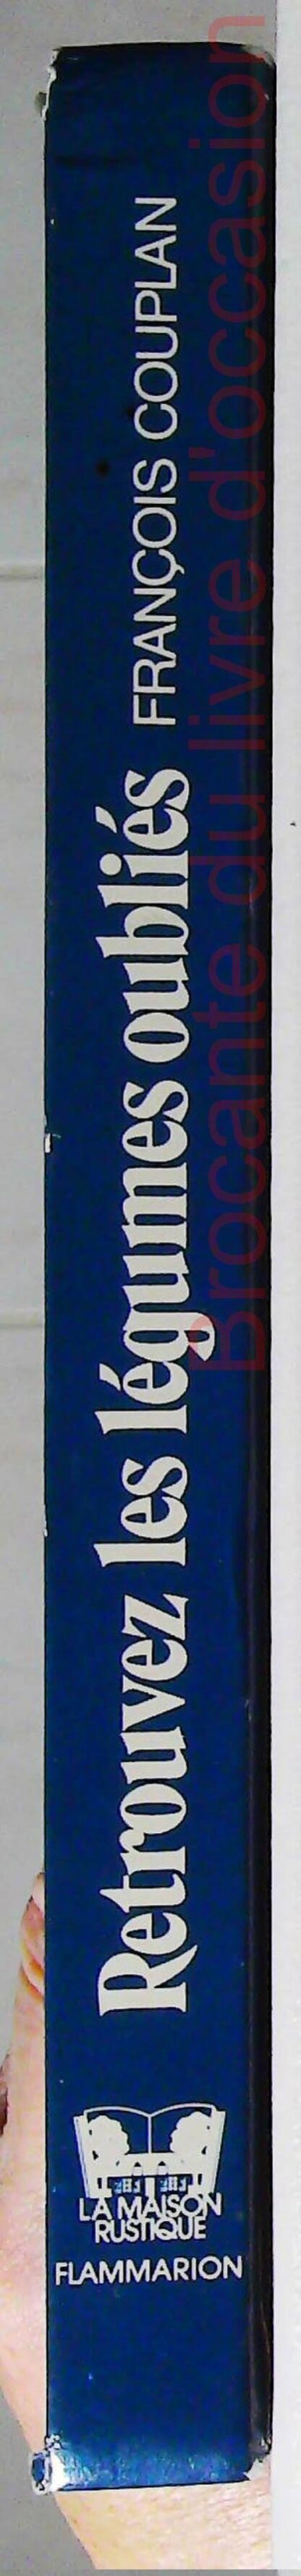 Retrouvez les légumes oubliés FRANÇOIS COUPLAN
LA MAISON
RUSTIQUE
FLAMMARION
Brocante du livre d'occasion